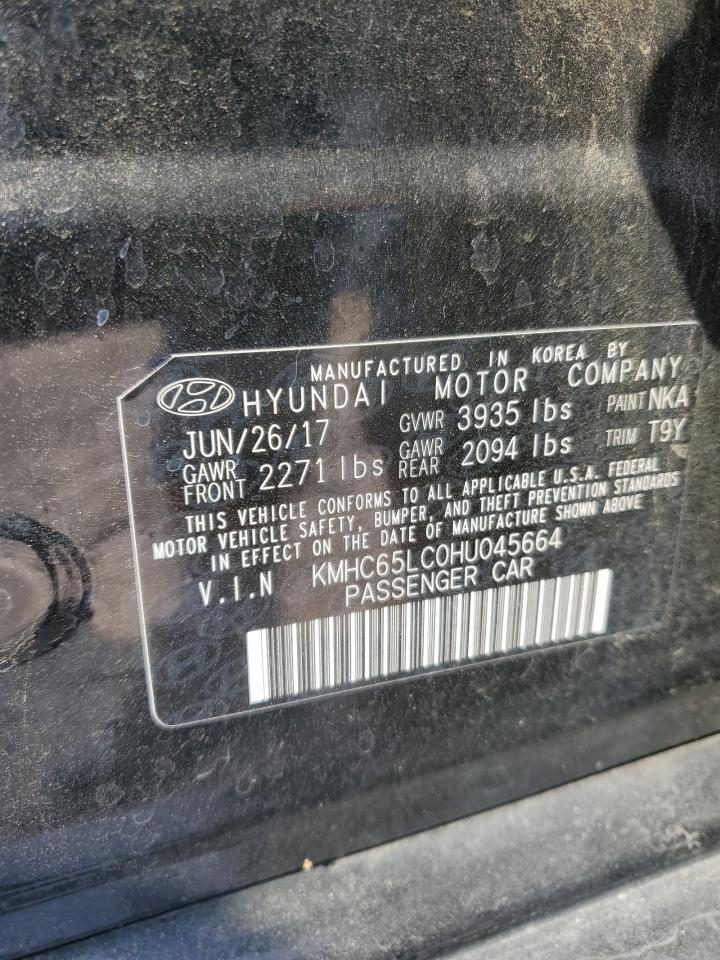 MANUFACTURED IN KOREA BY
HYUNDAI MOTOR COMPANY
JUN/26/17 GVWR 3935 lbs PAINT NKA
GAWR FRONT 2271 lbs GAWR REAR 2094 lbs TRIM T9Y
THIS VEHICLE CONFORMS TO ALL APPLICABLE U.S.A. FEDERAL
MOTOR VEHICLE SAFETY, BUMPER, AND THEFT PREVENTION STANDARDS
IN EFFECT ON THE DATE OF MANUFACTURE SHOWN ABOVE
V.I.N KMHC65LC0HU045664
PASSENGER CAR